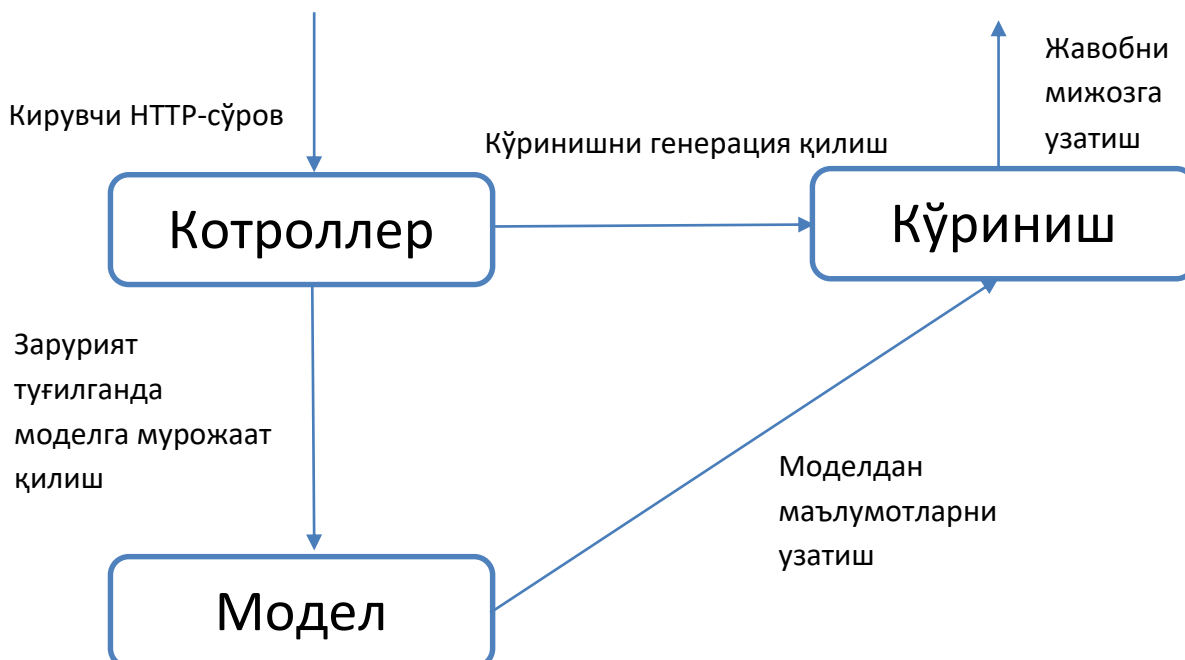 Жавобни
мижозга
узатиш
Кирувчи HTTP-сўров
Кўринишни генерация қилиш
Котроллер
Кўриниш
Зарурият
туғилганда
моделга мурожаат
қилиш
Моделдан
маълумотларни
узатиш
Модел